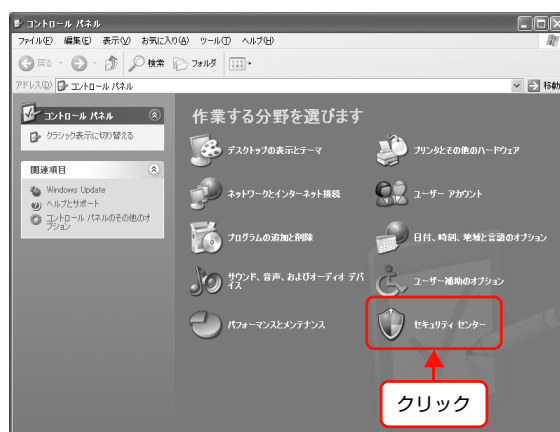 コントロール パネル
ファイル(F) 編集(E) 表示(V) お気に入り(A) ツール(T) ヘルプ(H)
戻る 検索 フォルダ
アドレス(D) コントロール パネル 移動
コントロール パネル
クラシック表示に切り替える
関連項目
Windows Update
ヘルプとサポート
コントロール パネルのその他のオ
プション
作業する分野を選びます
デスクトップの表示とテーマ
プリンタとその他のハードウェア
ネットワークとインターネット接続
ユーザー アカウント
プログラムの追加と削除
日付、時刻、地域と言語のオプション
サウンド、音声、およびオーディオ デバ
イス
ユーザー補助のオプション
パフォーマンスとメンテナンス
セキュリティ センター
クリック